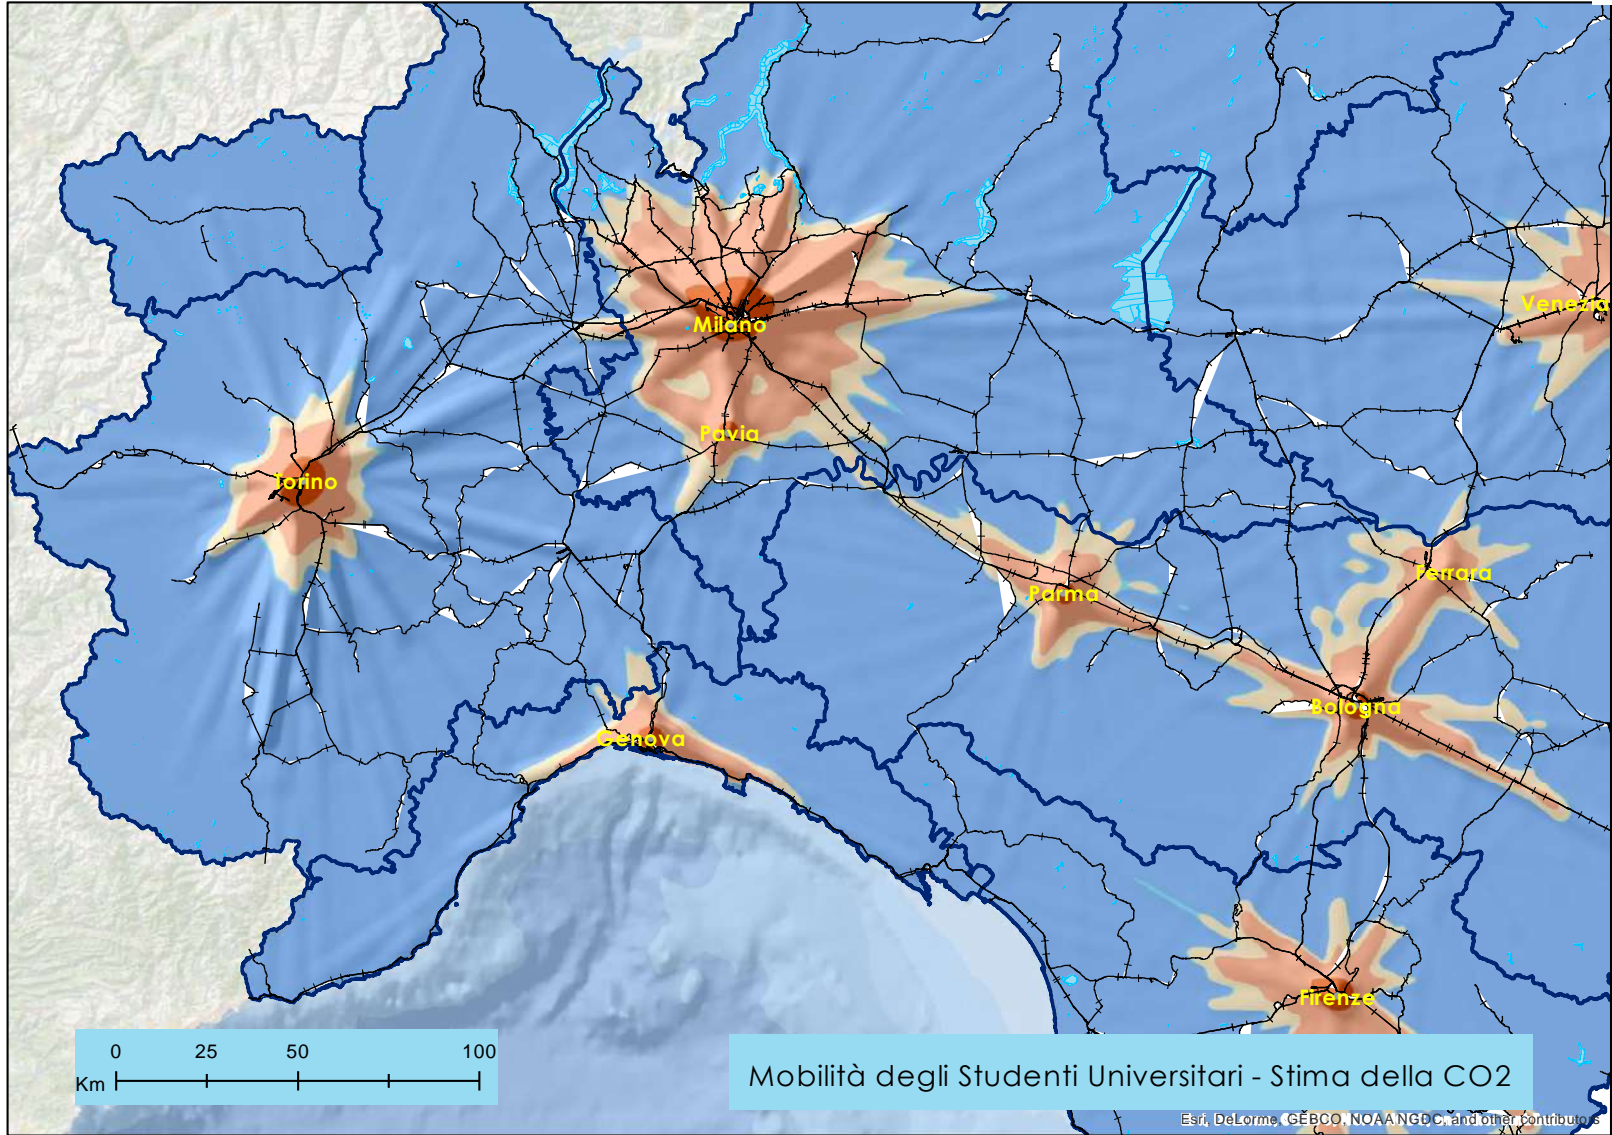 Venezia
Milano
Pavia
Torino
Ferrara
Parma
Bologna
Genova
Firenze
0 25 50 100
Km
Mobilità degli Studenti Universitari - Stima della CO2
Esri, DeLorme, GEBCO, NOAA NGDC, and other contributors